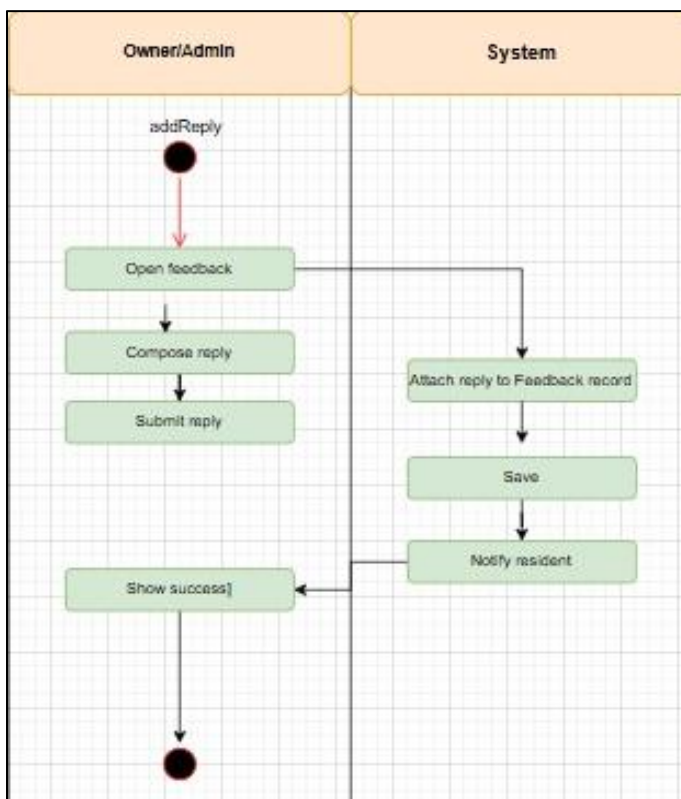 Owner/Admin
System
addReply
Open feedback
Compose reply
Attach reply to Feedback record
Submit reply
Save
Notify resident
Show success]